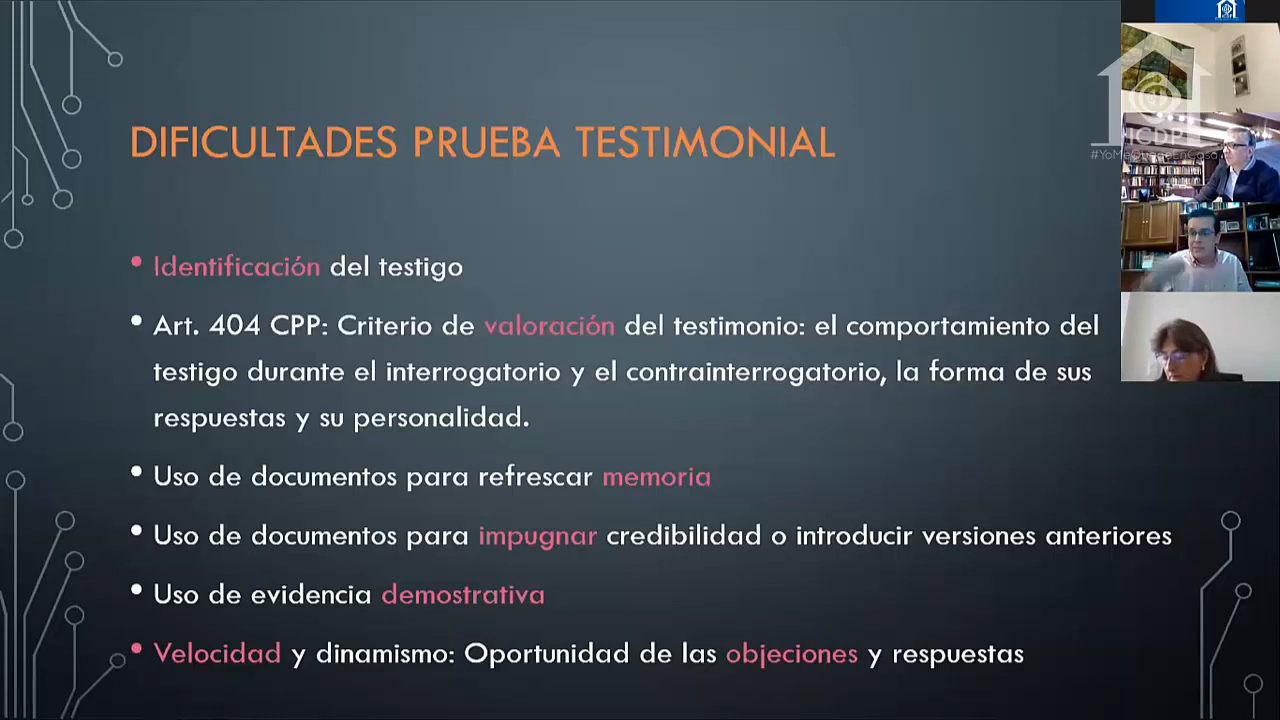 DIFICULTADES PRUEBA TESTIMONIAL
• Identificación del testigo
• Art. 404 CPP: Criterio de valoración del testimonio: el comportamiento del
testigo durante el interrogatorio y el contrainterrogatorio, la forma de sus
respuestas y su personalidad.
• Uso de documentos para refrescar memoria
• Uso de documentos para impugnar credibilidad o introducir versiones anteriores
• Uso de evidencia demostrativa
• Velocidad y dinamismo: Oportunidad de las objeciones y respuestas
ICDP
#YoMeQuedoEnCasa